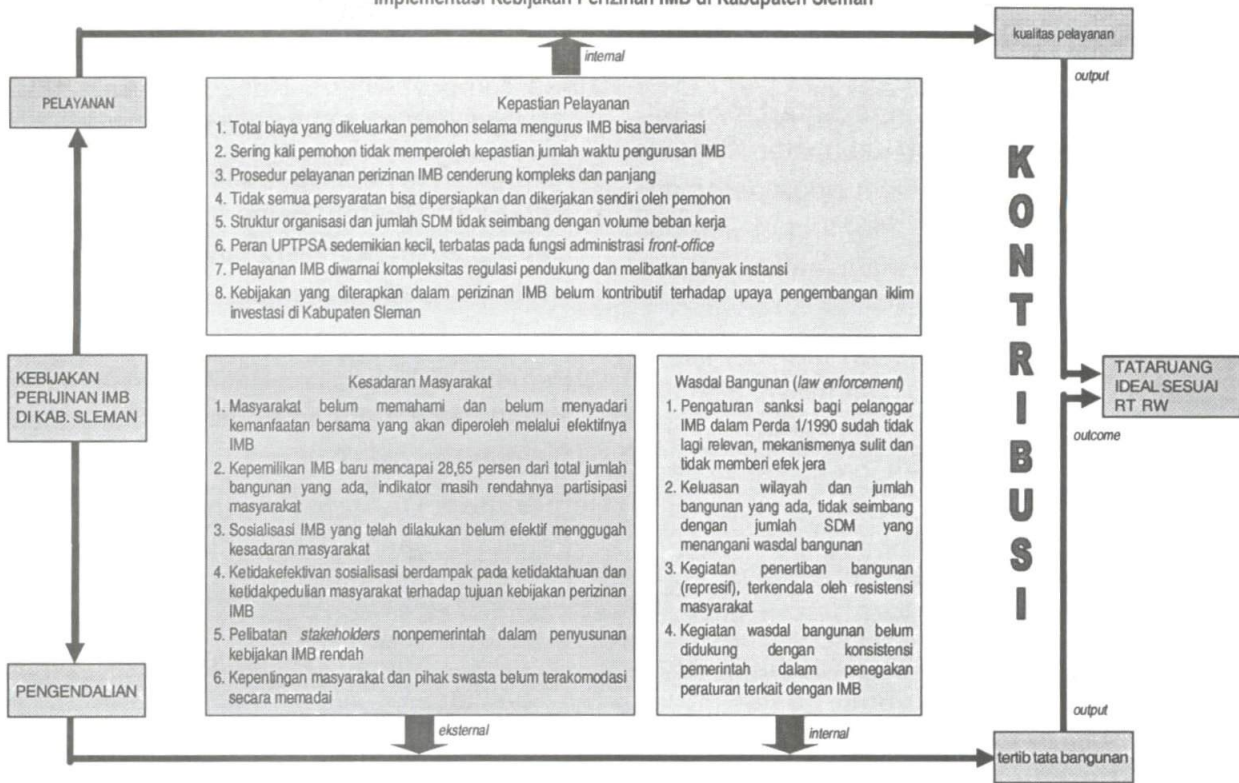 Implementasi Kebijakan Perizinan IMB di Kabupaten Sleman
kualitas pelayanan
internal
output
PELAYANAN
Kepastian Pelayanan
1. Total biaya yang dikeluarkan pemohon selama mengurus IMB bisa bervariasi
2. Sering kali pemohon tidak memperoleh kepastian jumlah waktu pengurusan IMB
3. Prosedur pelayanan perizinan IMB cenderung kompleks dan panjang
4. Tidak semua persyaratan bisa dipersiapkan dan dikerjakan sendiri oleh pemohon
5. Struktur organisasi dan jumlah SDM tidak seimbang dengan volume beban kerja
6. Peran UPTPSA sedemikian kecil, terbatas pada fungsi administrasi front-office
7. Pelayanan IMB diwarnai kompleksitas regulasi pendukung dan melibatkan banyak instansi
8. Kebijakan yang diterapkan dalam perizinan IMB belum kontributif terhadap upaya pengembangan iklim
investasi di Kabupaten Sleman
KONTRIBUSI
KEBIJAKAN
PERIJINAN IMB
DI KAB. SLEMAN
Kesadaran Masyarakat
1. Masyarakat belum memahami dan belum menyadari
kemanfaatan bersama yang akan diperoleh melalui efektifnya
IMB
2. Kepemilikan IMB baru mencapai 28,65 persen dari total jumlah
bangunan yang ada, indikator masih rendahnya partisipasi
masyarakat
3. Sosialisasi IMB yang telah dilakukan belum efektif menggugah
kesadaran masyarakat
4. Ketidakefektivan sosialisasi berdampak pada ketidaktahuan dan
ketidakpedulian masyarakat terhadap tujuan kebijakan perizinan
IMB
5. Pelibatan stakeholders nonpemerintah dalam penyusunan
kebijakan IMB rendah
6. Kepentingan masyarakat dan pihak swasta belum terakomodasi
secara memadai
Wasdal Bangunan (law enforcement)
1. Pengaturan sanksi bagi pelanggar
IMB dalam Perda 1/1990 sudah tidak
lagi relevan, mekanismenya sulit dan
tidak memberi efek jera
2. Keluasan wilayah dan jumlah
bangunan yang ada, tidak seimbang
dengan jumlah SDM yang
menangani wasdal bangunan
3. Kegiatan penertiban bangunan
(represif), terkendala oleh resistensi
masyarakat
4. Kegiatan wasdal bangunan belum
didukung dengan konsistensi
pemerintah dalam penegakan
peraturan terkait dengan IMB
TATARUANG
IDEAL SESUAI
RT RW
outcome
PENGENDALIAN
eksternal
internal
output
tertib tata bangunan